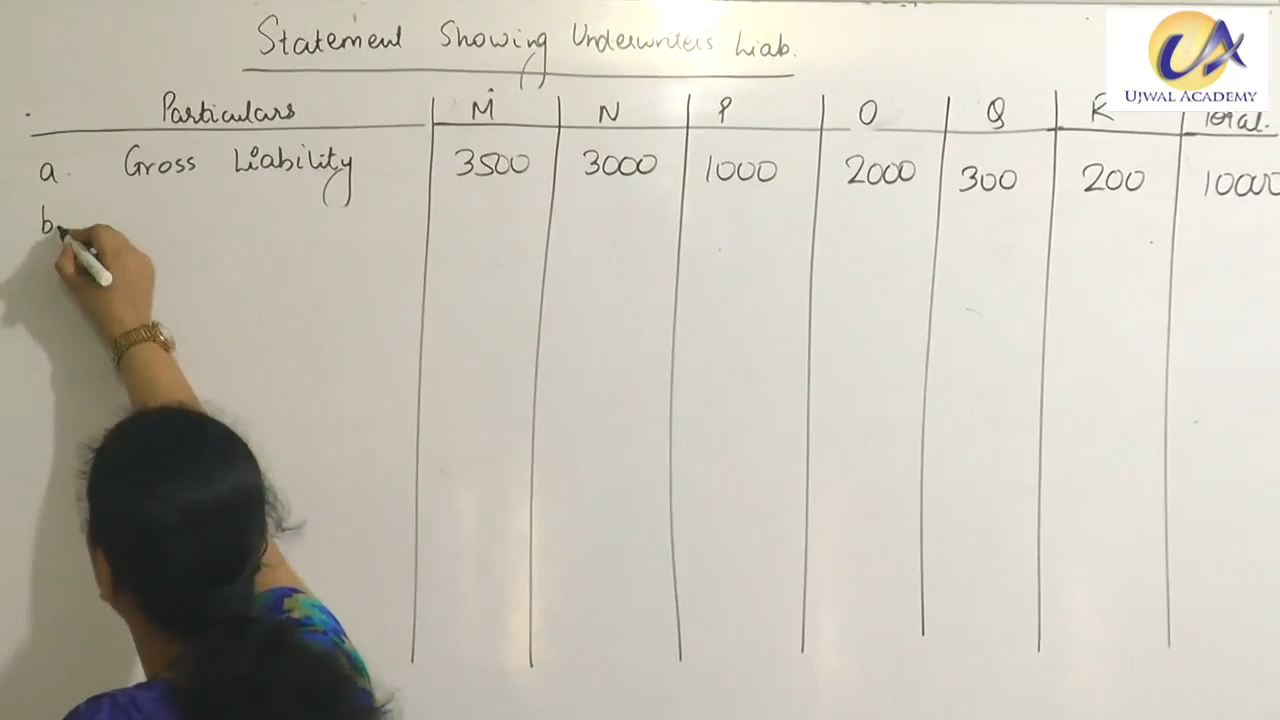 Statement Showing Underwriters Liab.
UJWAL ACADEMY
Particulars M N P O Q R Total.
a. Gross Liability 3500 3000 1000 2000 300 200 10000
b